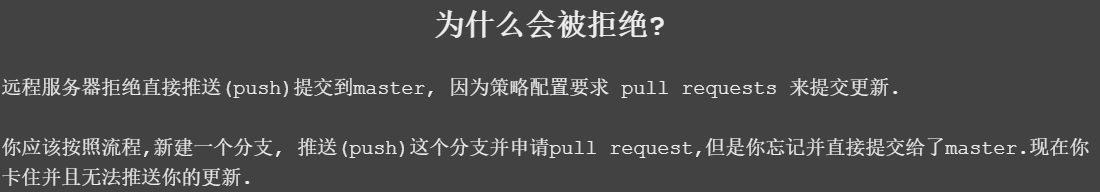 为什么会被拒绝?
远程服务器拒绝直接推送(push)提交到master, 因为策略配置要求 pull requests 来提交更新.
你应该按照流程,新建一个分支, 推送(push)这个分支并申请pull request,但是你忘记并直接提交给了master.现在你
卡住并且无法推送你的更新.